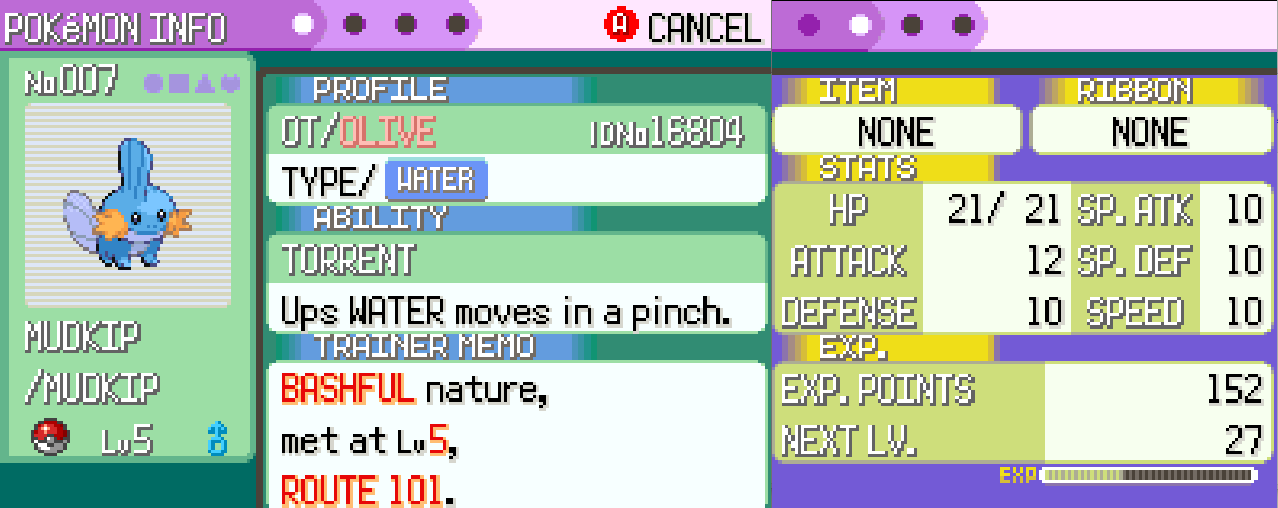 POKéMON INFO
A CANCEL
No007
MUDKIP
/MUDKIP
Lv5 ♂
PROFILE
OT/OLIVE IDNo16804
TYPE/ WATER
ABILITY
TORRENT
Ups WATER moves in a pinch.
TRAINER MEMO
BASHFUL nature,
met at Lv5,
ROUTE 101.
ITEM RIBBON
NONE NONE
STATS
HP 21/ 21 SP. ATK 10
ATTACK 12 SP. DEF 10
DEFENSE 10 SPEED 10
EXP.
EXP. POINTS 152
NEXT LV. 27
EXP